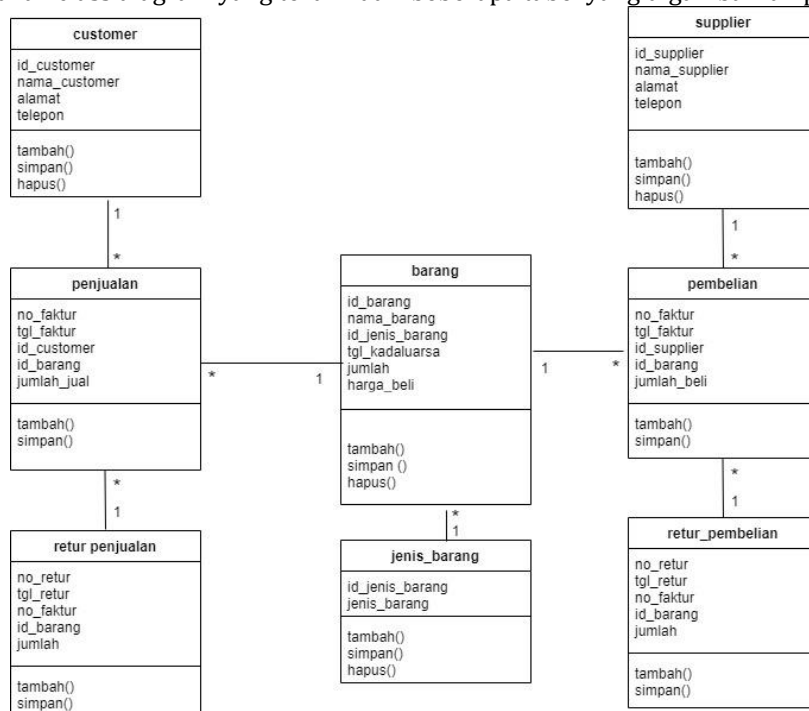 customer
id_customer
nama_customer
alamat
telepon
tambah()
simpan()
hapus()
1
*
penjualan
no_faktur
tgl_faktur
id_customer
id_barang
jumlah_jual
tambah()
simpan()
*
1
retur penjualan
no_retur
tgl_retur
no_faktur
id_barang
jumlah
tambah()
simpan()
*
1
barang
id_barang
nama_barang
id_jenis_barang
tgl_kadaluarsa
jumlah
harga_beli
tambah()
simpan ()
hapus()
*
1
jenis_barang
id_jenis_barang
jenis_barang
tambah()
simpan()
hapus()
1
*
supplier
id_supplier
nama_supplier
alamat
telepon
tambah()
simpan()
hapus()
1
*
pembelian
no_faktur
tgl_faktur
id_supplier
id_barang
jumlah_beli
tambah()
simpan()
*
1
retur_pembelian
no_retur
tgl_retur
no_faktur
id_barang
jumlah
tambah()
simpan()